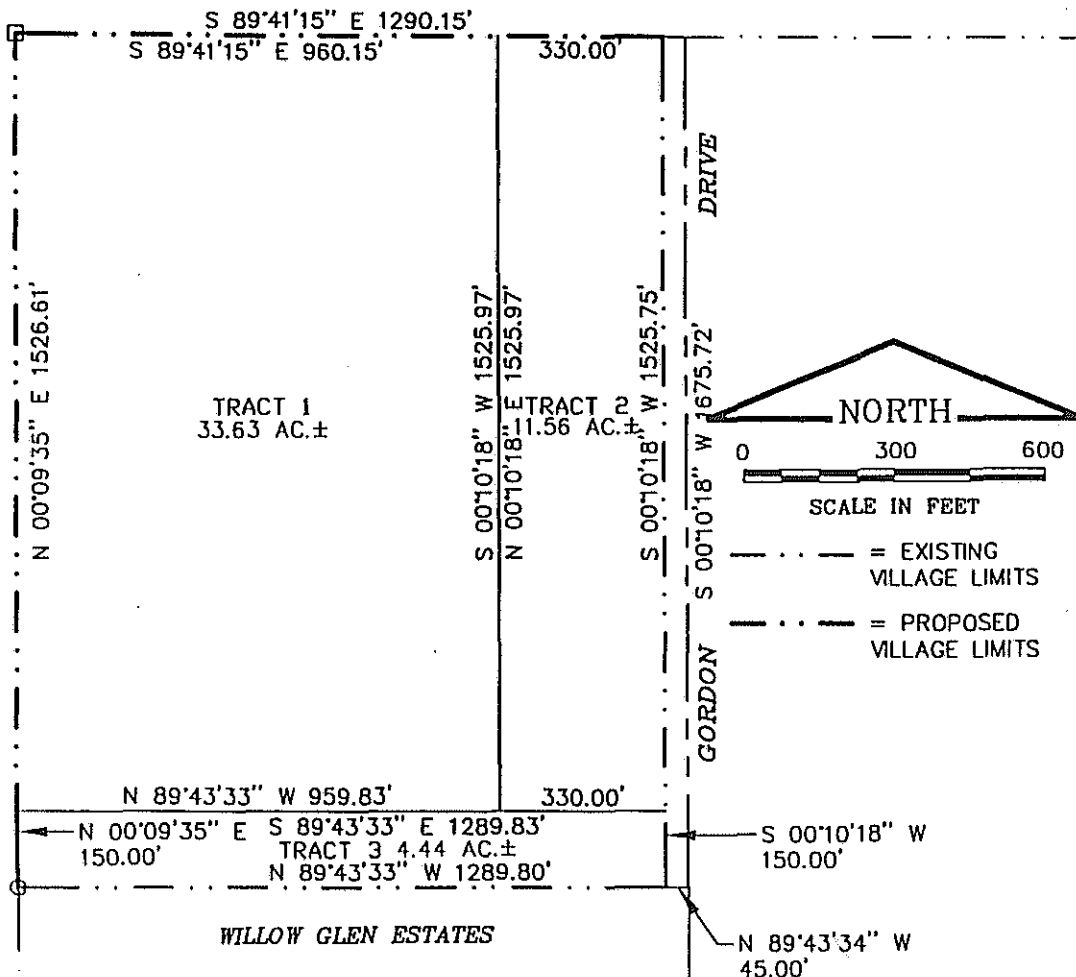 S 89°41'15" E 1290.15'
S 89°41'15" E 960.15'
330.00'
DRIVE
N 00°09'35" E 1526.61'
S 00°10'18" W 1525.97'
N 00°10'18" E 1525.97'
S 00°10'18" W 1525.75'
S 00°10'18" W 1675.72'
TRACT 1
33.63 AC.±
TRACT 2
11.56 AC.±
NORTH
0 300 600
SCALE IN FEET
= EXISTING
VILLAGE LIMITS
= PROPOSED
VILLAGE LIMITS
GORDON
N 89°43'33" W 959.83'
330.00'
N 00°09'35" E
150.00'
S 89°43'33" E 1289.83'
TRACT 3 4.44 AC.±
N 89°43'33" W 1289.80'
S 00°10'18" W
150.00'
WILLOW GLEN ESTATES
N 89°43'34" W
45.00'